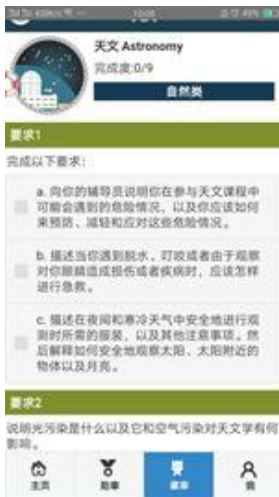 天文 Astronomy
完成度:0/9
自然类
要求1
完成以下要求：
a. 向你的辅导员说明你在参与天文课程中
可能会遇到的危险情况，以及你应该如何
来预防、减轻和应对这些危险情况。
b. 描述当你遇到脱水、叮咬或者由于观察
对你眼睛造成损伤或者疾病时，应该怎样
进行急救。
c. 描述在夜间和寒冷天气中安全地进行观
测时所需的服装，以及其他注意事项。然
后解释如何安全地观察太阳、太阳附近的
物体以及月亮。
要求2
说明光污染是什么以及它和空气污染对天文学有何
影响。
主页
勋章
徽章
我